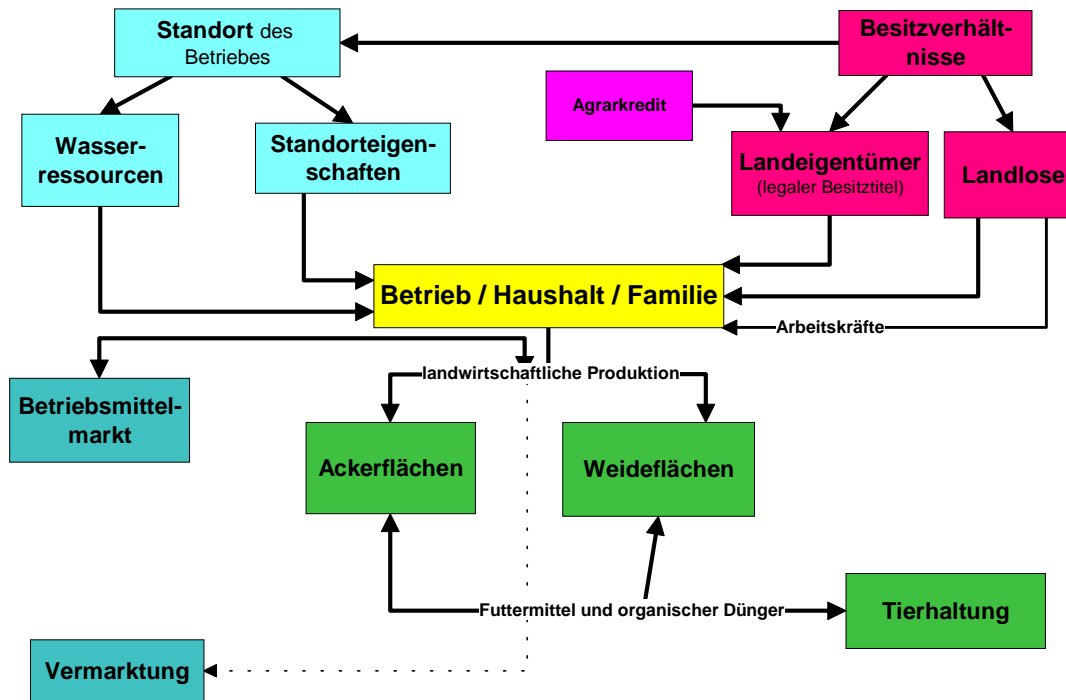 Standort des
Betriebes
Besitzverhält-
nisse
Agrarkredit
Wasser-
ressourcen
Standorteigen-
schaften
Landeigentümer
(legaler Besitztitel)
Landlose
Betrieb / Haushalt / Familie
Arbeitskräfte
landwirtschaftliche Produktion
Betriebsmittel-
markt
Ackerflächen
Weideflächen
Futtermittel und organischer Dünger
Tierhaltung
Vermarktung